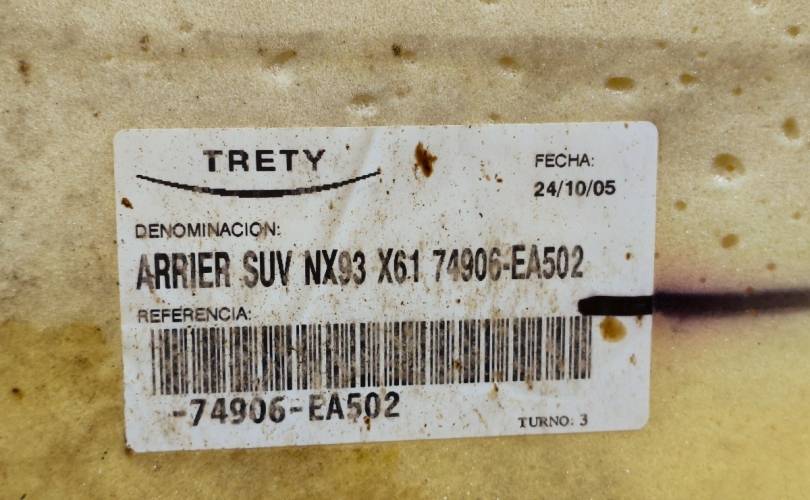 TRETY
FECHA:
24/10/05
DENOMINACION:
ARRIER SUV NX93 X61 74906-EA502
REFERENCIA:
-74906-EA502
TURNO: 3